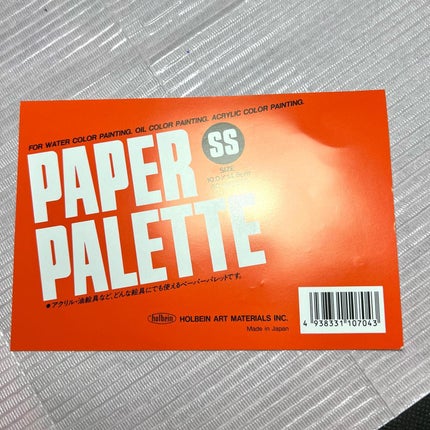 FOR WATER COLOR PAINTING. OIL COLOR PAINTING. ACRYLIC COLOR PAINTING.
PAPER SS
SIZE
PALETTE
●アクリル・油絵具など、どんな絵具にでも使えるペーパーパレットです。
holbein HOLBEIN ART MATERIALS INC.
Made in Japan
4 938331 107043